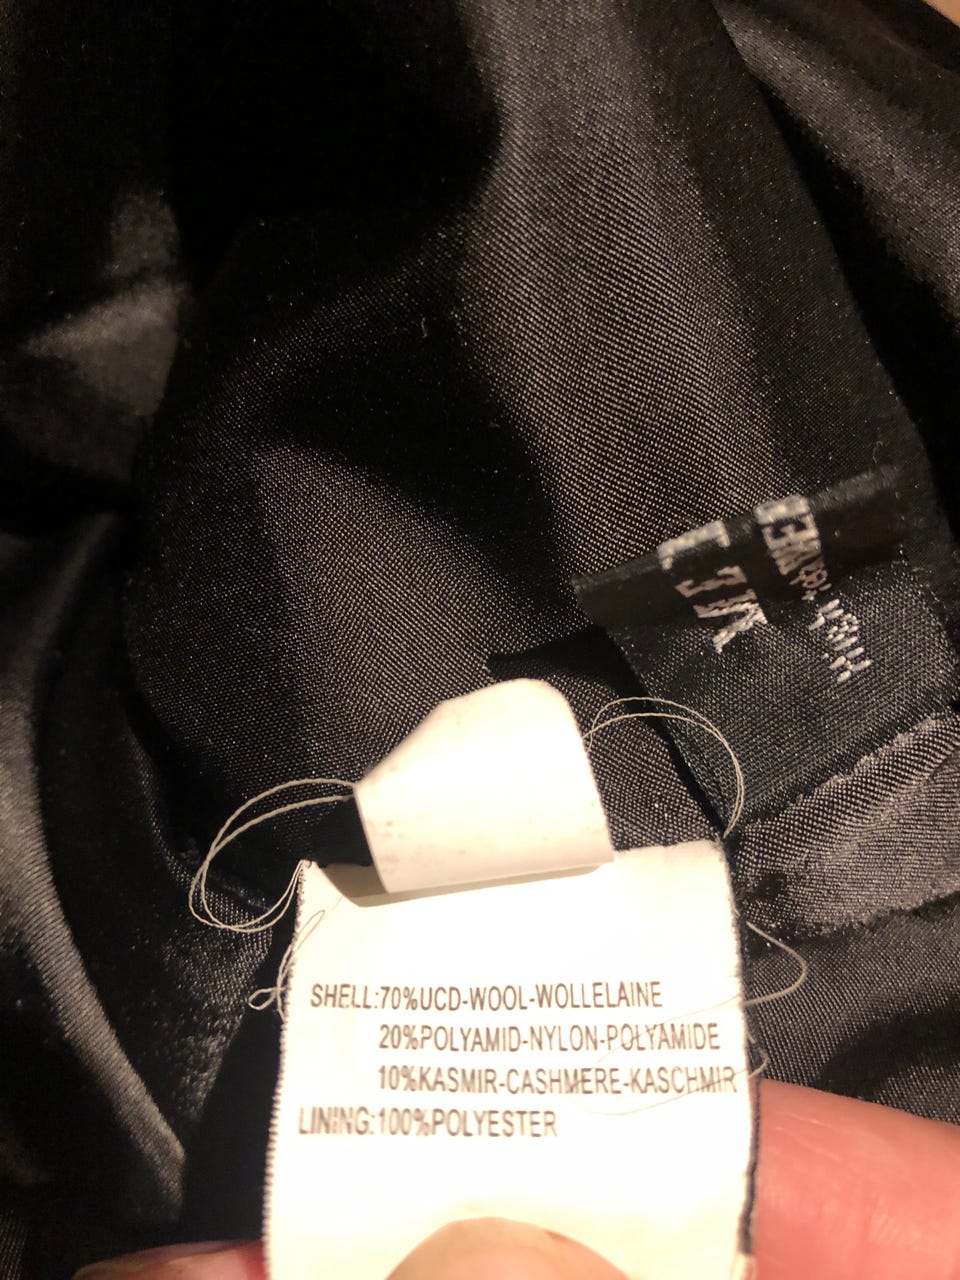 SHELL:70%UCD-WOOL-WOLLELAINE
20%POLYAMID-NYLON-POLYAMIDE
10%KASMIR-CASHMERE-KASCHMIR
LINING:100%POLYESTER